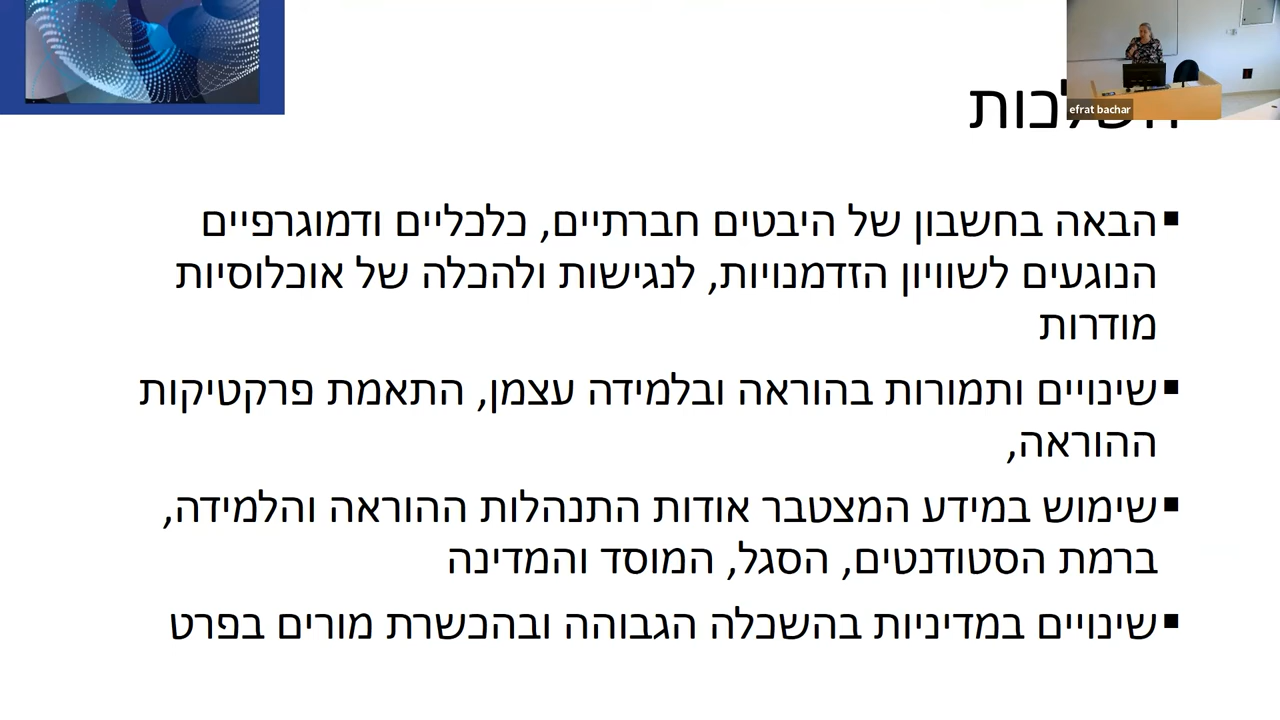 efrat bachar
הבאה בחשבון של היבטים חברתיים, כלכליים ודמוגרפיים
הנוגעים לשוויון הזדמנויות, לנגישות ולהכלה של אוכלוסיות
מודרות
שינויים ותמורות בהוראה ובלמידה עצמן, התאמת פרקטיקות
ההוראה,
שימוש במידע המצטבר אודות התנהלות ההוראה והלמידה,
ברמת הסטודנטים, הסגל, המוסד והמדינה
שינויים במדיניות בהשכלה הגבוהה ובהכשרת מורים בפרט